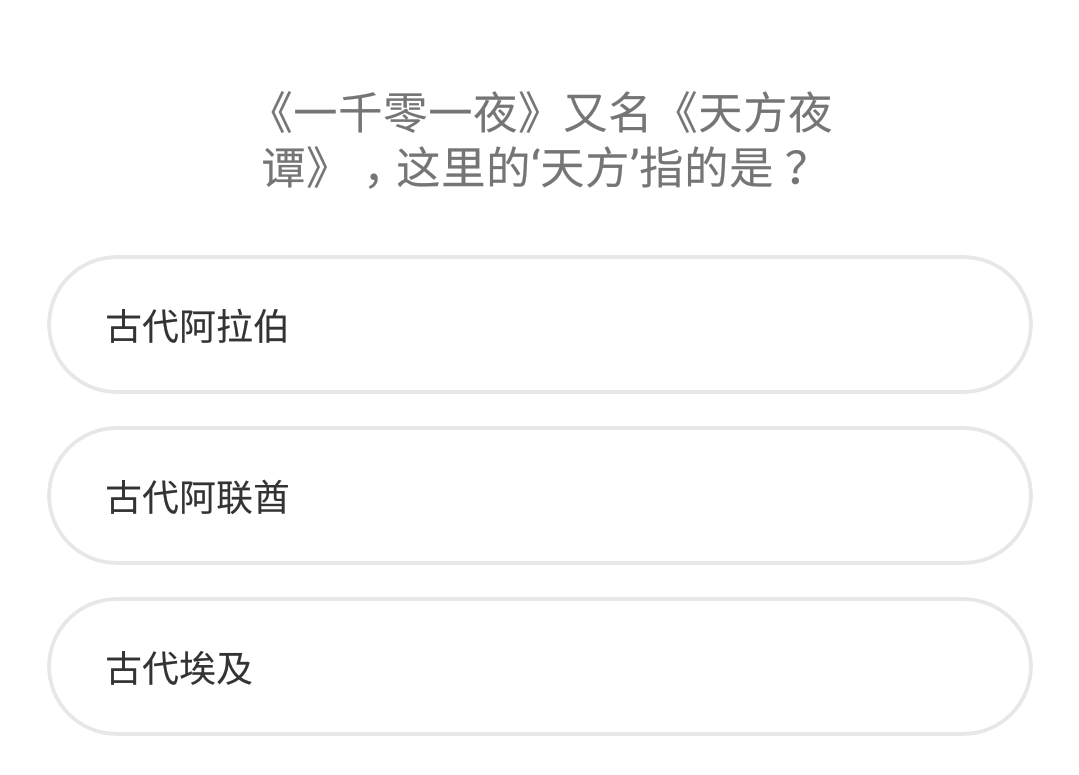 《一千零一夜》又名《天方夜
谭》，这里的‘天方’指的是？
古代阿拉伯
古代阿联酋
古代埃及